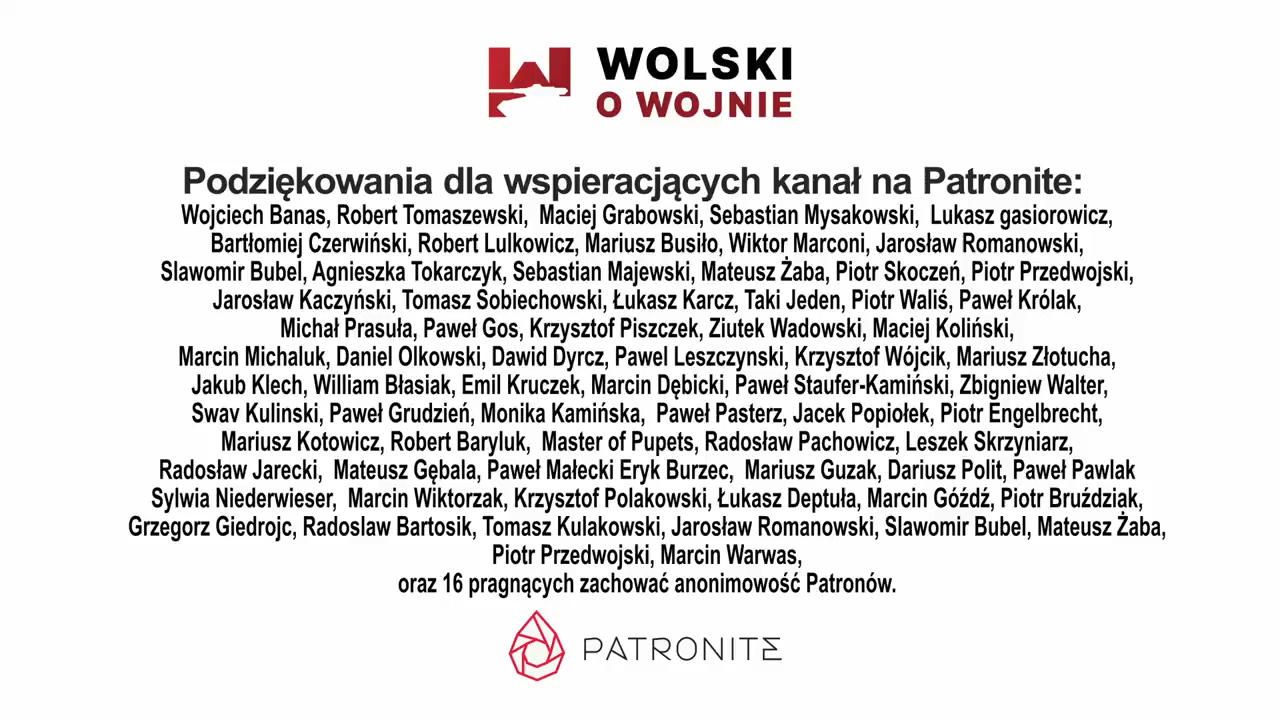 WOLSKI
O WOJNIE
Podziękowania dla wspieracjących kanał na Patronite:
Wojciech Banas, Robert Tomaszewski,  Maciej Grabowski, Sebastian Mysakowski,  Lukasz gasiorowicz,
Bartłomiej Czerwiński, Robert Lulkowicz, Mariusz Busiło, Wiktor Marconi, Jarosław Romanowski,
Slawomir Bubel, Agnieszka Tokarczyk, Sebastian Majewski, Mateusz Żaba, Piotr Skoczeń, Piotr Przedwojski,
Jarosław Kaczyński, Tomasz Sobiechowski, Łukasz Karcz, Taki Jeden, Piotr Waliś, Paweł Królak,
Michał Prasuła, Paweł Gos, Krzysztof Piszczek, Ziutek Wadowski, Maciej Koliński,
Marcin Michaluk, Daniel Olkowski, Dawid Dyrcz, Pawel Leszczynski, Krzysztof Wójcik, Mariusz Złotucha,
Jakub Klech, William Błasiak, Emil Kruczek, Marcin Dębicki, Paweł Staufer-Kamiński, Zbigniew Walter,
Swav Kulinski, Paweł Grudzień, Monika Kamińska,  Paweł Pasterz, Jacek Popiołek, Piotr Engelbrecht,
Mariusz Kotowicz, Robert Baryluk,  Master of Pupets, Radosław Pachowicz, Leszek Skrzyniarz,
Radosław Jarecki,  Mateusz Gębala, Paweł Małecki Eryk Burzec,  Mariusz Guzak, Dariusz Polit, Paweł Pawlak
Sylwia Niederwieser,  Marcin Wiktorzak, Krzysztof Polakowski, Łukasz Deptuła, Marcin Góźdź, Piotr Bruździak,
Grzegorz Giedrojc, Radoslaw Bartosik, Tomasz Kulakowski, Jarosław Romanowski, Slawomir Bubel, Mateusz Żaba,
Piotr Przedwojski, Marcin Warwas,
oraz 16 pragnących zachować anonimowość Patronów.
PATRONITE